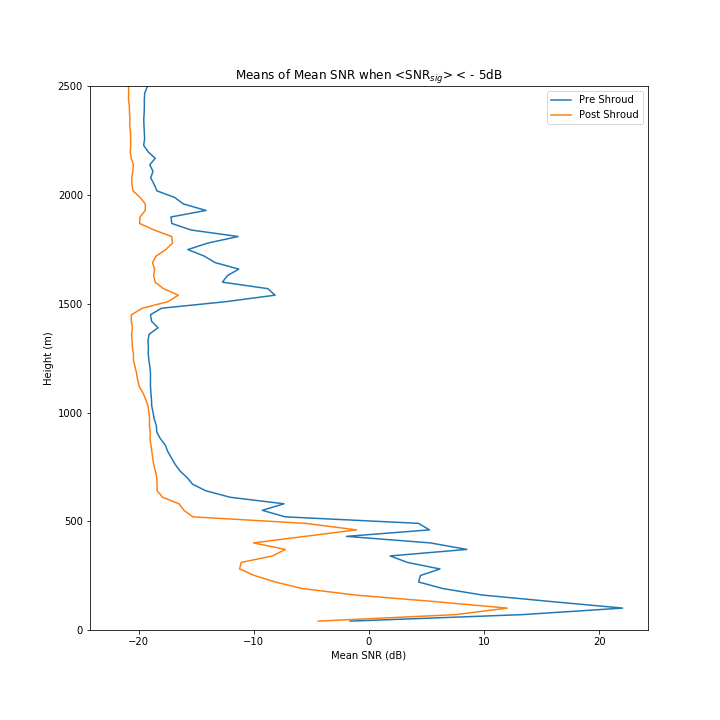 Means of Mean SNR when <SNR_sig> < - 5dB
Pre Shroud
Post Shroud
2500
2000
1500
1000
500
0
Height (m)
−20
−10
0
10
20
Mean SNR (dB)